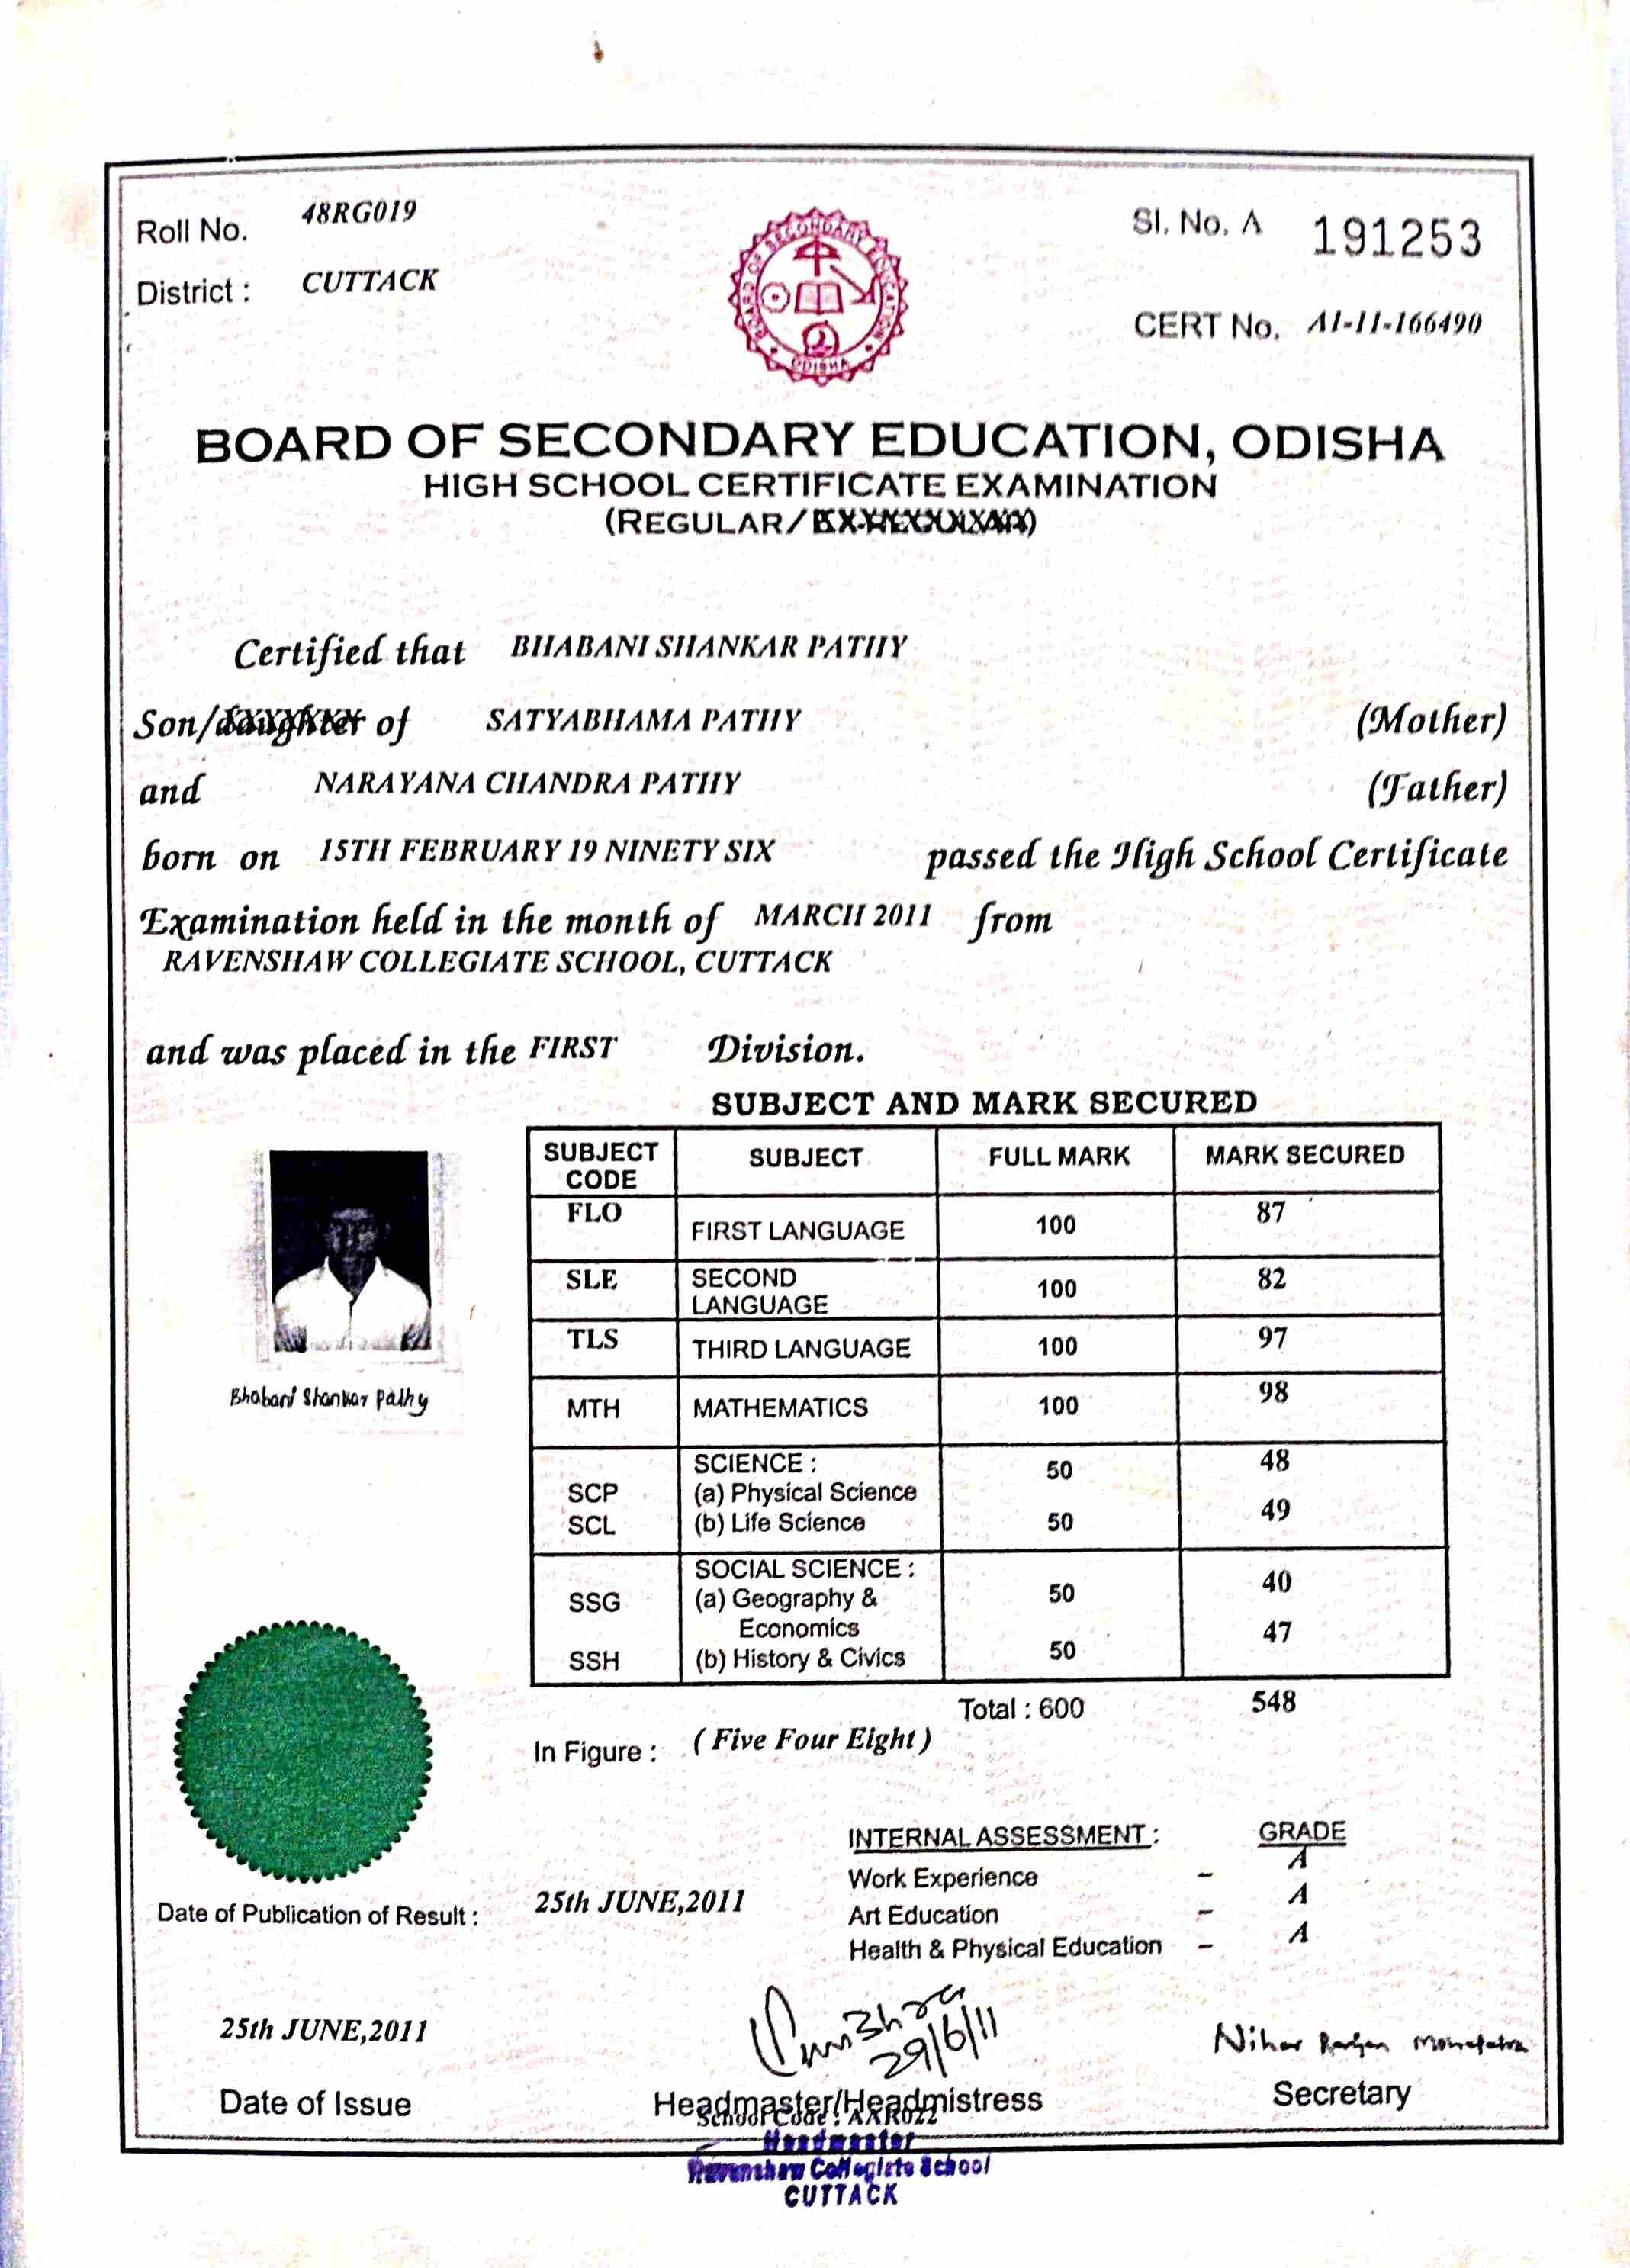 Roll No. 48RG019
Sl. No. A 191253
District : CUTTACK
CERT No. A1-11-166490
BOARD OF SECONDARY EDUCATION
ODISHA
BOARD OF SECONDARY EDUCATION, ODISHA
HIGH SCHOOL CERTIFICATE EXAMINATION
(REGULAR/
Certified that BHABANI SHANKAR PATHY
Son/daughter of SATYABHAMA PATHY (Mother)
and NARAYANA CHANDRA PATHY (Father)
born on 15TH FEBRUARY 19 NINETY SIX passed the High School Certificate
Examination held in the month of MARCH 2011 from
RAVENSHAW COLLEGIATE SCHOOL, CUTTACK
and was placed in the FIRST Division.
SUBJECT AND MARK SECURED
SUBJECT CODE SUBJECT FULL MARK MARK SECURED
FLO FIRST LANGUAGE 100 87
SLE SECOND LANGUAGE 100 82
TLS THIRD LANGUAGE 100 97
MTH MATHEMATICS 100 98
SCIENCE :
SCP (a) Physical Science 50 48
SCL (b) Life Science 50 49
SOCIAL SCIENCE :
SSG (a) Geography & Economics 50 40
SSH (b) History & Civics 50 47
Total : 600 548
In Figure : ( Five Four Eight )
Bhabani Shankar Pathy
INTERNAL ASSESSMENT : GRADE
Work Experience - A
Art Education - A
Health & Physical Education - A
Date of Publication of Result : 25th JUNE,2011
25th JUNE,2011
29/6/11
Nihar
Date of Issue
Headmaster/Headmistress
Secretary
School Code : AXR022
Headmaster
Ravenshaw Collegiate School
CUTTACK